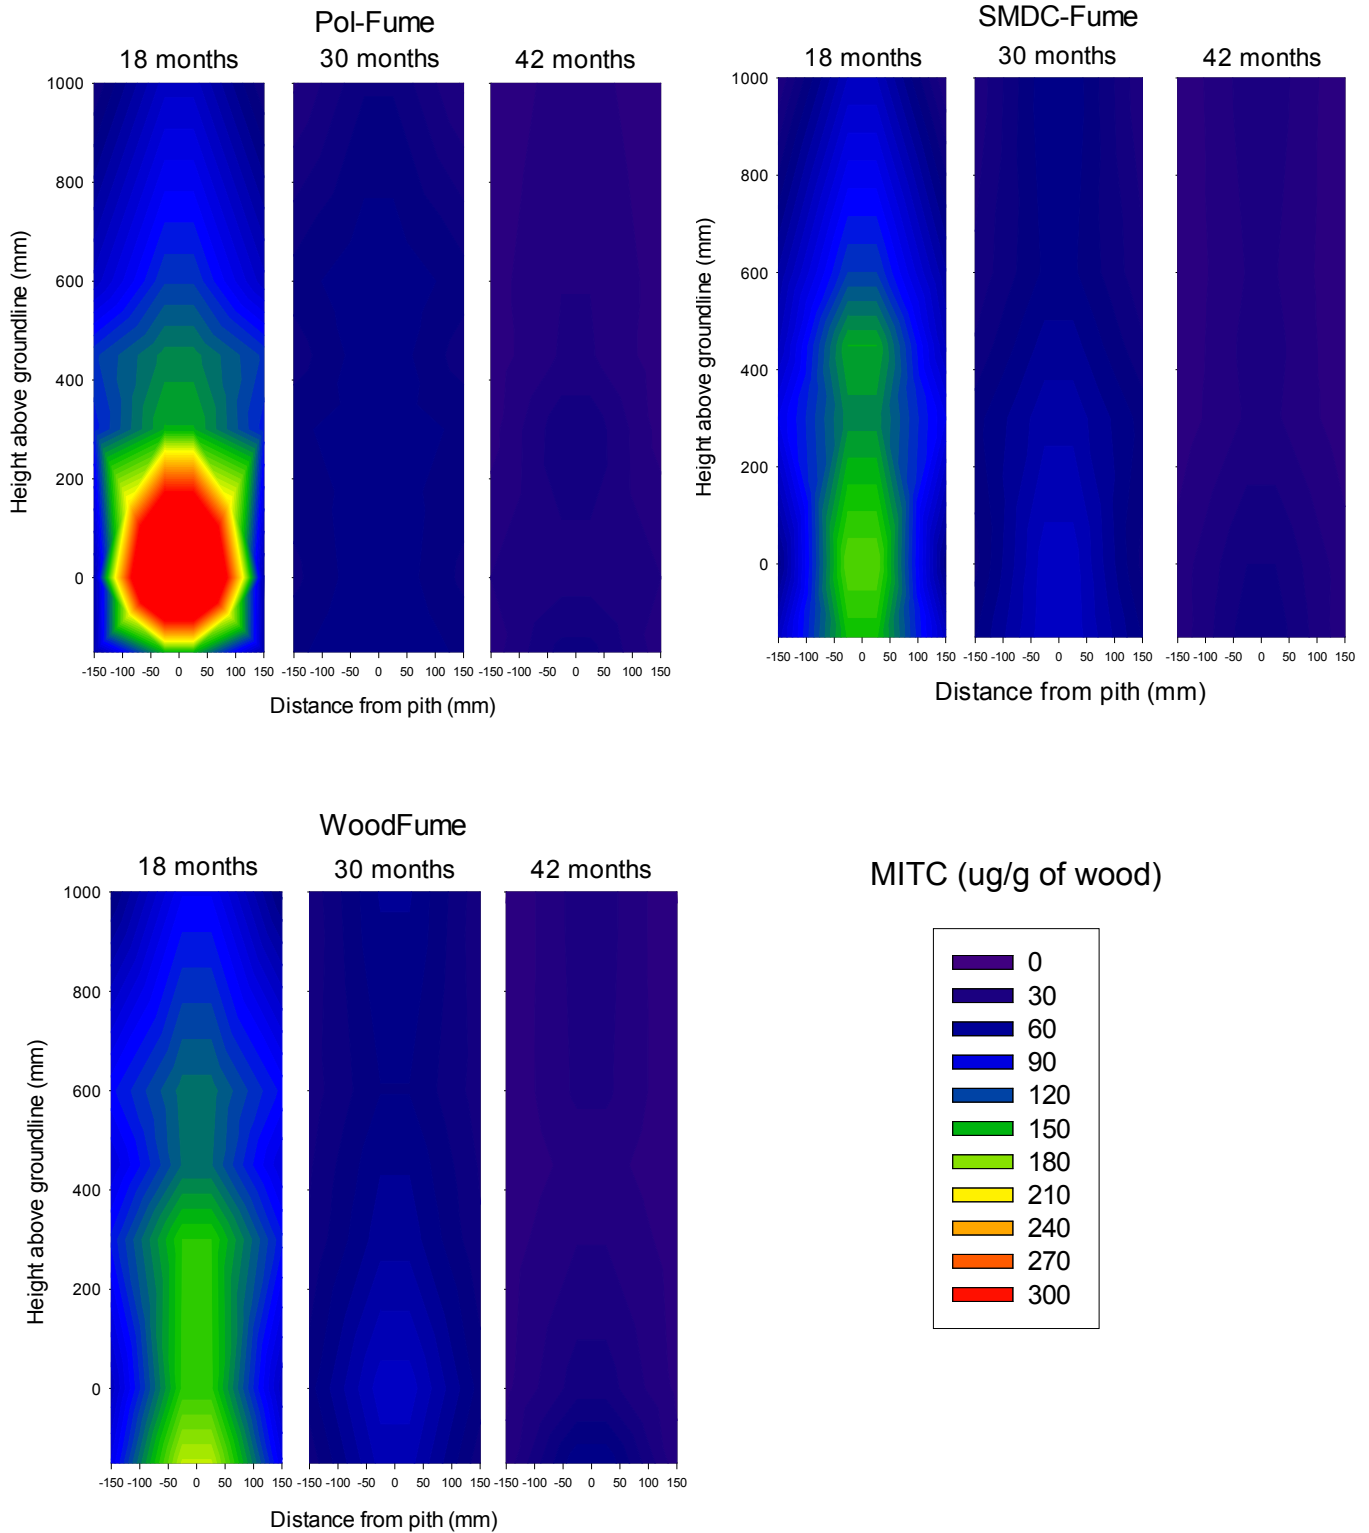 Pol-Fume
18 months 30 months 42 months
1000
800
600
400
200
0
Height above groundline (mm)
-150 -100 -50 0 50 100 150 -150 -100 -50 0 50 100 150 -150 -100 -50 0 50 100 150
Distance from pith (mm)
SMDC-Fume
18 months 30 months 42 months
1000
800
600
400
200
0
Height above groundline (mm)
-150 -100 -50 0 50 100 150 -150 -100 -50 0 50 100 150 -150 -100 -50 0 50 100 150
Distance from pith (mm)
WoodFume
18 months 30 months 42 months
1000
800
600
400
200
0
Height above groundline (mm)
-150 -100 -50 0 50 100 150 -150 -100 -50 0 50 100 150 -150 -100 -50 0 50 100 150
Distance from pith (mm)
MITC (ug/g of wood)
0
30
60
90
120
150
180
210
240
270
300